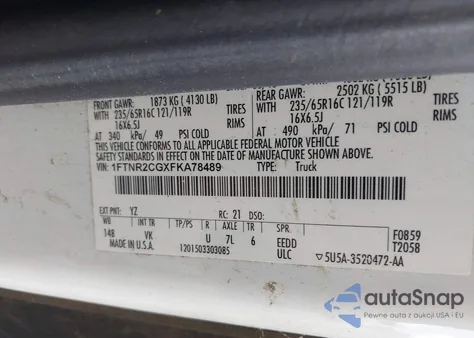 FRONT GAWR: 1873 KG ( 4130 LB) REAR GAWR: 2502 KG ( 5515 LB)
WITH 235/65R16C 121/119R TIRES WITH 235/65R16C 121/119R TIRES
16X6.5J RIMS 16X6.5J RIMS
AT 340 kPa/ 49 PSI COLD AT 490 kPa/ 71 PSI COLD
THIS VEHICLE CONFORMS TO ALL APPLICABLE FEDERAL MOTOR VEHICLE
SAFETY STANDARDS IN EFFECT ON THE DATE OF MANUFACTURE SHOWN ABOVE.
VIN: 1FTNR2CGXFKA78489 TYPE: Truck
EXT PNT: YZ RC: 21 DSO:
WB INT TR TP/PS R AXLE TR SPR
148 VK U 7L 6 EEDD F0859
MADE IN U.S.A. 1201503303085 ULC T2058
5U5A-3520472-AA
autoSnap
Auta z aukcji USA i EU